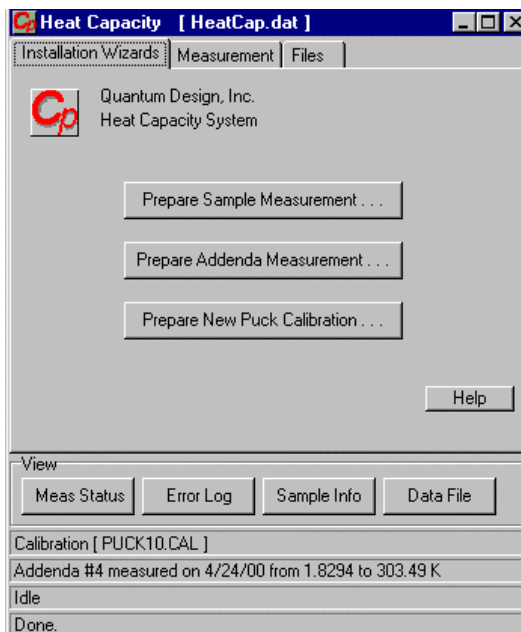 Cp Heat Capacity [ HeatCap.dat ]
Installation Wizards Measurement Files
Cp
Quantum Design, Inc.
Heat Capacity System
Prepare Sample Measurement . . .
Prepare Addenda Measurement . . .
Prepare New Puck Calibration . . .
Help
View
Meas Status Error Log Sample Info Data File
Calibration [ PUCK10.CAL ]
Addenda #4 measured on 4/24/00 from 1.8294 to 303.49 K
Idle
Done.